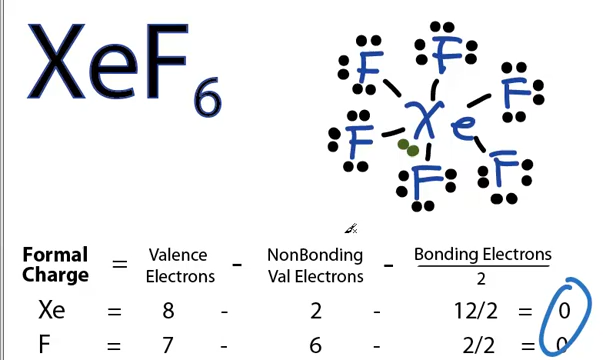 XeF6
F
F
F
Xe
F
F
F
Formal Charge = Valence Electrons - NonBonding Val Electrons - Bonding Electrons / 2
Xe = 8 - 2 - 12/2 = 0
F = 7 - 6 - 2/2 = 0